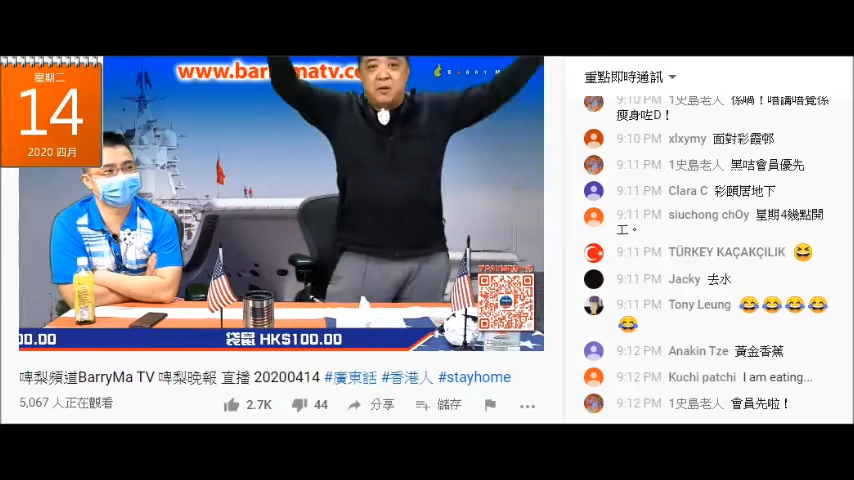 星期二
14
2020 四月
www.barrymatv.co
BARRY M
00.00
袋鼠 HK$100.00
啤梨頻道BarryMa TV 啤梨晚報 直播 20200414 #廣東話 #香港人 #stayhome
5,067 人正在觀看
2.7K
44
分享
儲存
重點即時通訊
9:10 PM 1史島老人 係喎！唔講唔覺係
瘦身咗D！
9:10 PM xlxymy 面對彩霞邨
9:11 PM 1史島老人 黑咭會員優先
9:11 PM Clara C 彩頤居地下
9:11 PM siuchong chOy 星期4幾點開
工。
9:11 PM TÜRKEY KAÇAKÇILIK 😆
9:11 PM Jacky 去水
9:11 PM Tony Leung 😂😂😂😂
😂
9:12 PM Anakin Tze 黃金香蕉
9:12 PM Kuchi patchi I am eating...
9:12 PM 1史島老人 會員先啦！